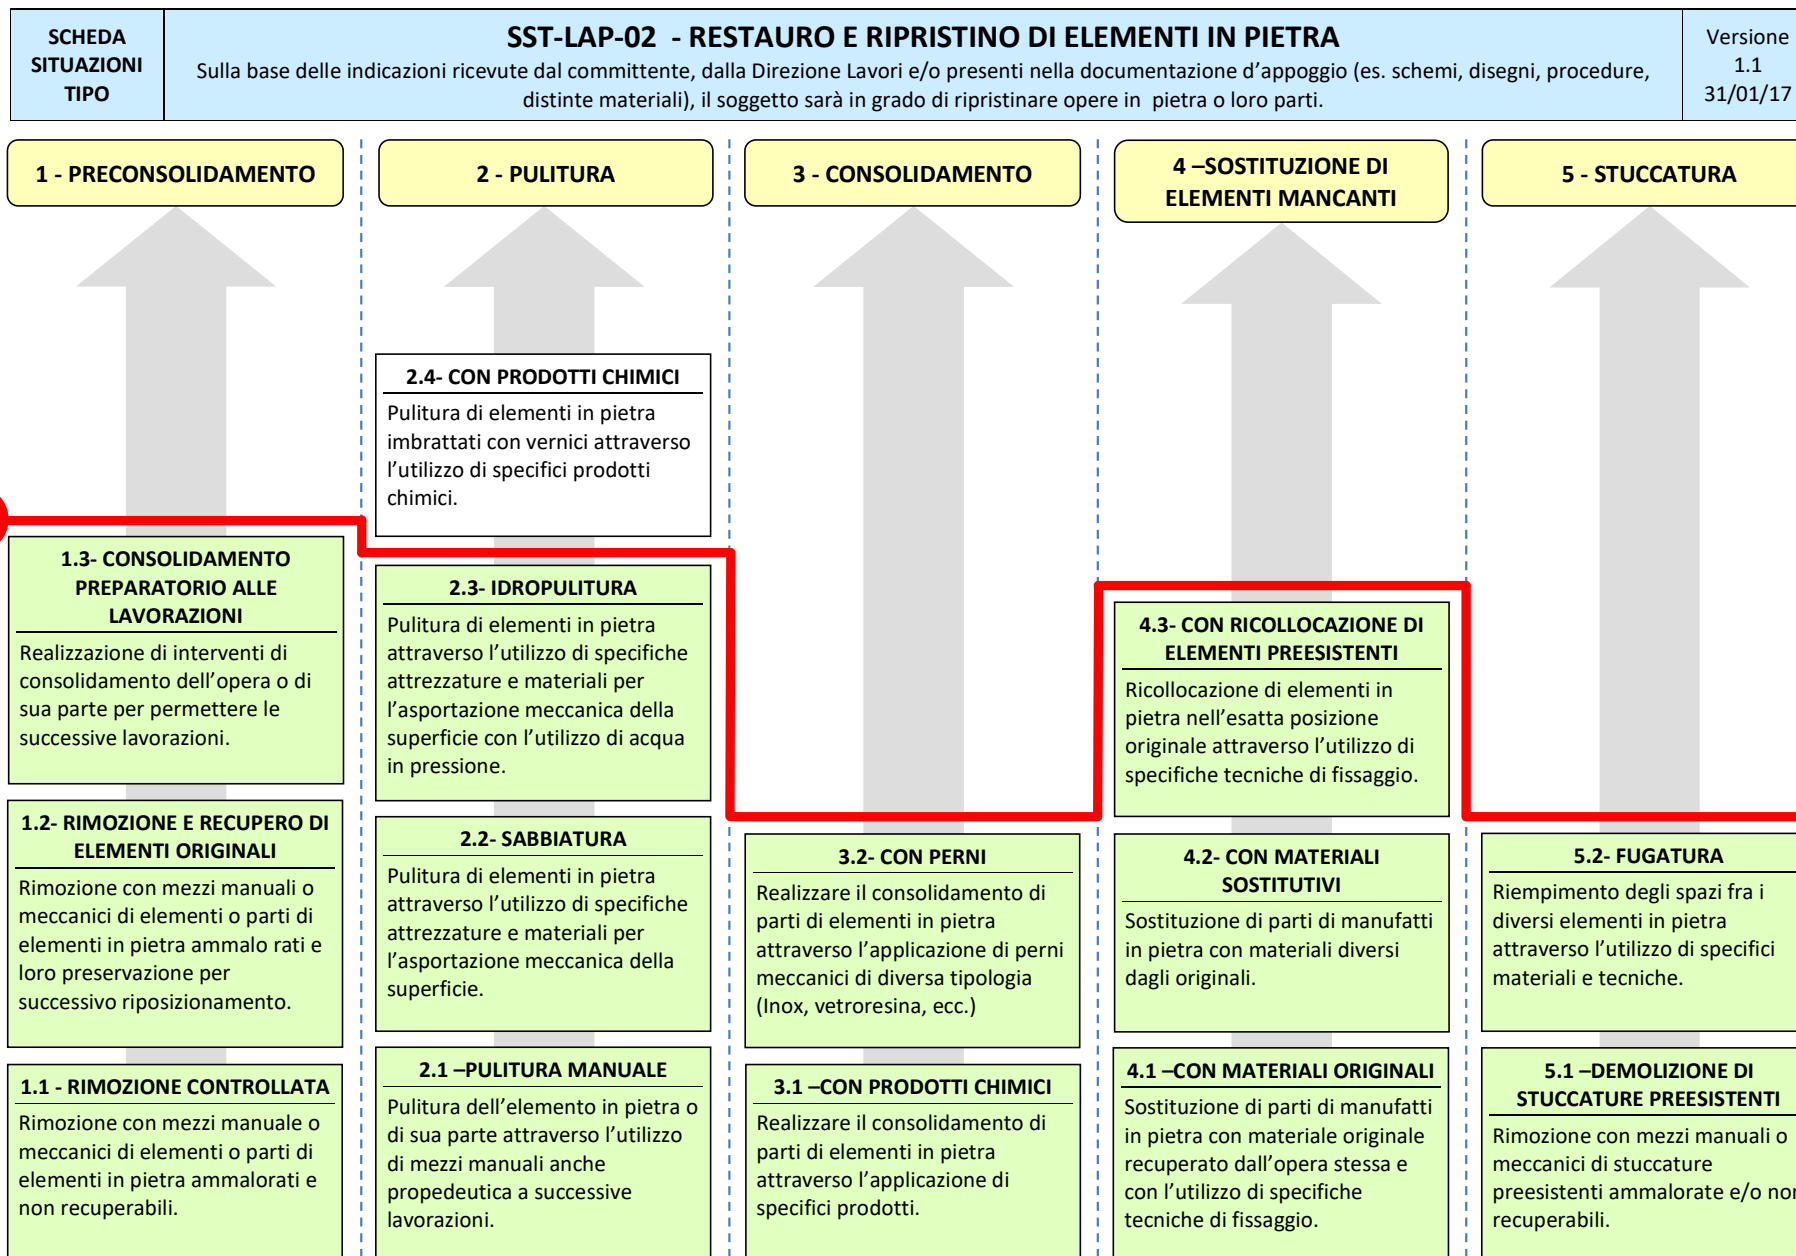 SCHEDA
SITUAZIONI
TIPO
SST-LAP-02 - RESTAURO E RIPRISTINO DI ELEMENTI IN PIETRA
Sulla base delle indicazioni ricevute dal committente, dalla Direzione Lavori e/o presenti nella documentazione d’appoggio (es. schemi, disegni, procedure,
distinte materiali), il soggetto sarà in grado di ripristinare opere in pietra o loro parti.
Versione
1.1
31/01/17
1 - PRECONSOLIDAMENTO
1.3- CONSOLIDAMENTO
PREPARATORIO ALLE
LAVORAZIONI
Realizzazione di interventi di
consolidamento dell’opera o di
sua parte per permettere le
successive lavorazioni.
1.2- RIMOZIONE E RECUPERO DI
ELEMENTI ORIGINALI
Rimozione con mezzi manuali o
meccanici di elementi o parti di
elementi in pietra ammalo rati e
loro preservazione per
successivo riposizionamento.
1.1 - RIMOZIONE CONTROLLATA
Rimozione con mezzi manuale o
meccanici di elementi o parti di
elementi in pietra ammalorati e
non recuperabili.
2 - PULITURA
2.4- CON PRODOTTI CHIMICI
Pulitura di elementi in pietra
imbrattati con vernici attraverso
l’utilizzo di specifici prodotti
chimici.
2.3- IDROPULITURA
Pulitura di elementi in pietra
attraverso l’utilizzo di specifiche
attrezzature e materiali per
l’asportazione meccanica della
superficie con l’utilizzo di acqua
in pressione.
2.2- SABBIATURA
Pulitura di elementi in pietra
attraverso l’utilizzo di specifiche
attrezzature e materiali per
l’asportazione meccanica della
superficie.
2.1 –PULITURA MANUALE
Pulitura dell’elemento in pietra o
di sua parte attraverso l’utilizzo
di mezzi manuali anche
propedeutica a successive
lavorazioni.
3 - CONSOLIDAMENTO
3.2- CON PERNI
Realizzare il consolidamento di
parti di elementi in pietra
attraverso l’applicazione di perni
meccanici di diversa tipologia
(Inox, vetroresina, ecc.)
3.1 –CON PRODOTTI CHIMICI
Realizzare il consolidamento di
parti di elementi in pietra
attraverso l’applicazione di
specifici prodotti.
4 –SOSTITUZIONE DI
ELEMENTI MANCANTI
4.3- CON RICOLLOCAZIONE DI
ELEMENTI PREESISTENTI
Ricollocazione di elementi in
pietra nell’esatta posizione
originale attraverso l’utilizzo di
specifiche tecniche di fissaggio.
4.2- CON MATERIALI
SOSTITUTIVI
Sostituzione di parti di manufatti
in pietra con materiali diversi
dagli originali.
4.1 –CON MATERIALI ORIGINALI
Sostituzione di parti di manufatti
in pietra con materiale originale
recuperato dall’opera stessa e
con l’utilizzo di specifiche
tecniche di fissaggio.
5 - STUCCATURA
5.2- FUGATURA
Riempimento degli spazi fra i
diversi elementi in pietra
attraverso l’utilizzo di specifici
materiali e tecniche.
5.1 –DEMOLIZIONE DI
STUCCATURE PREESISTENTI
Rimozione con mezzi manuali o
meccanici di stuccature
preesistenti ammalorate e/o non
recuperabili.